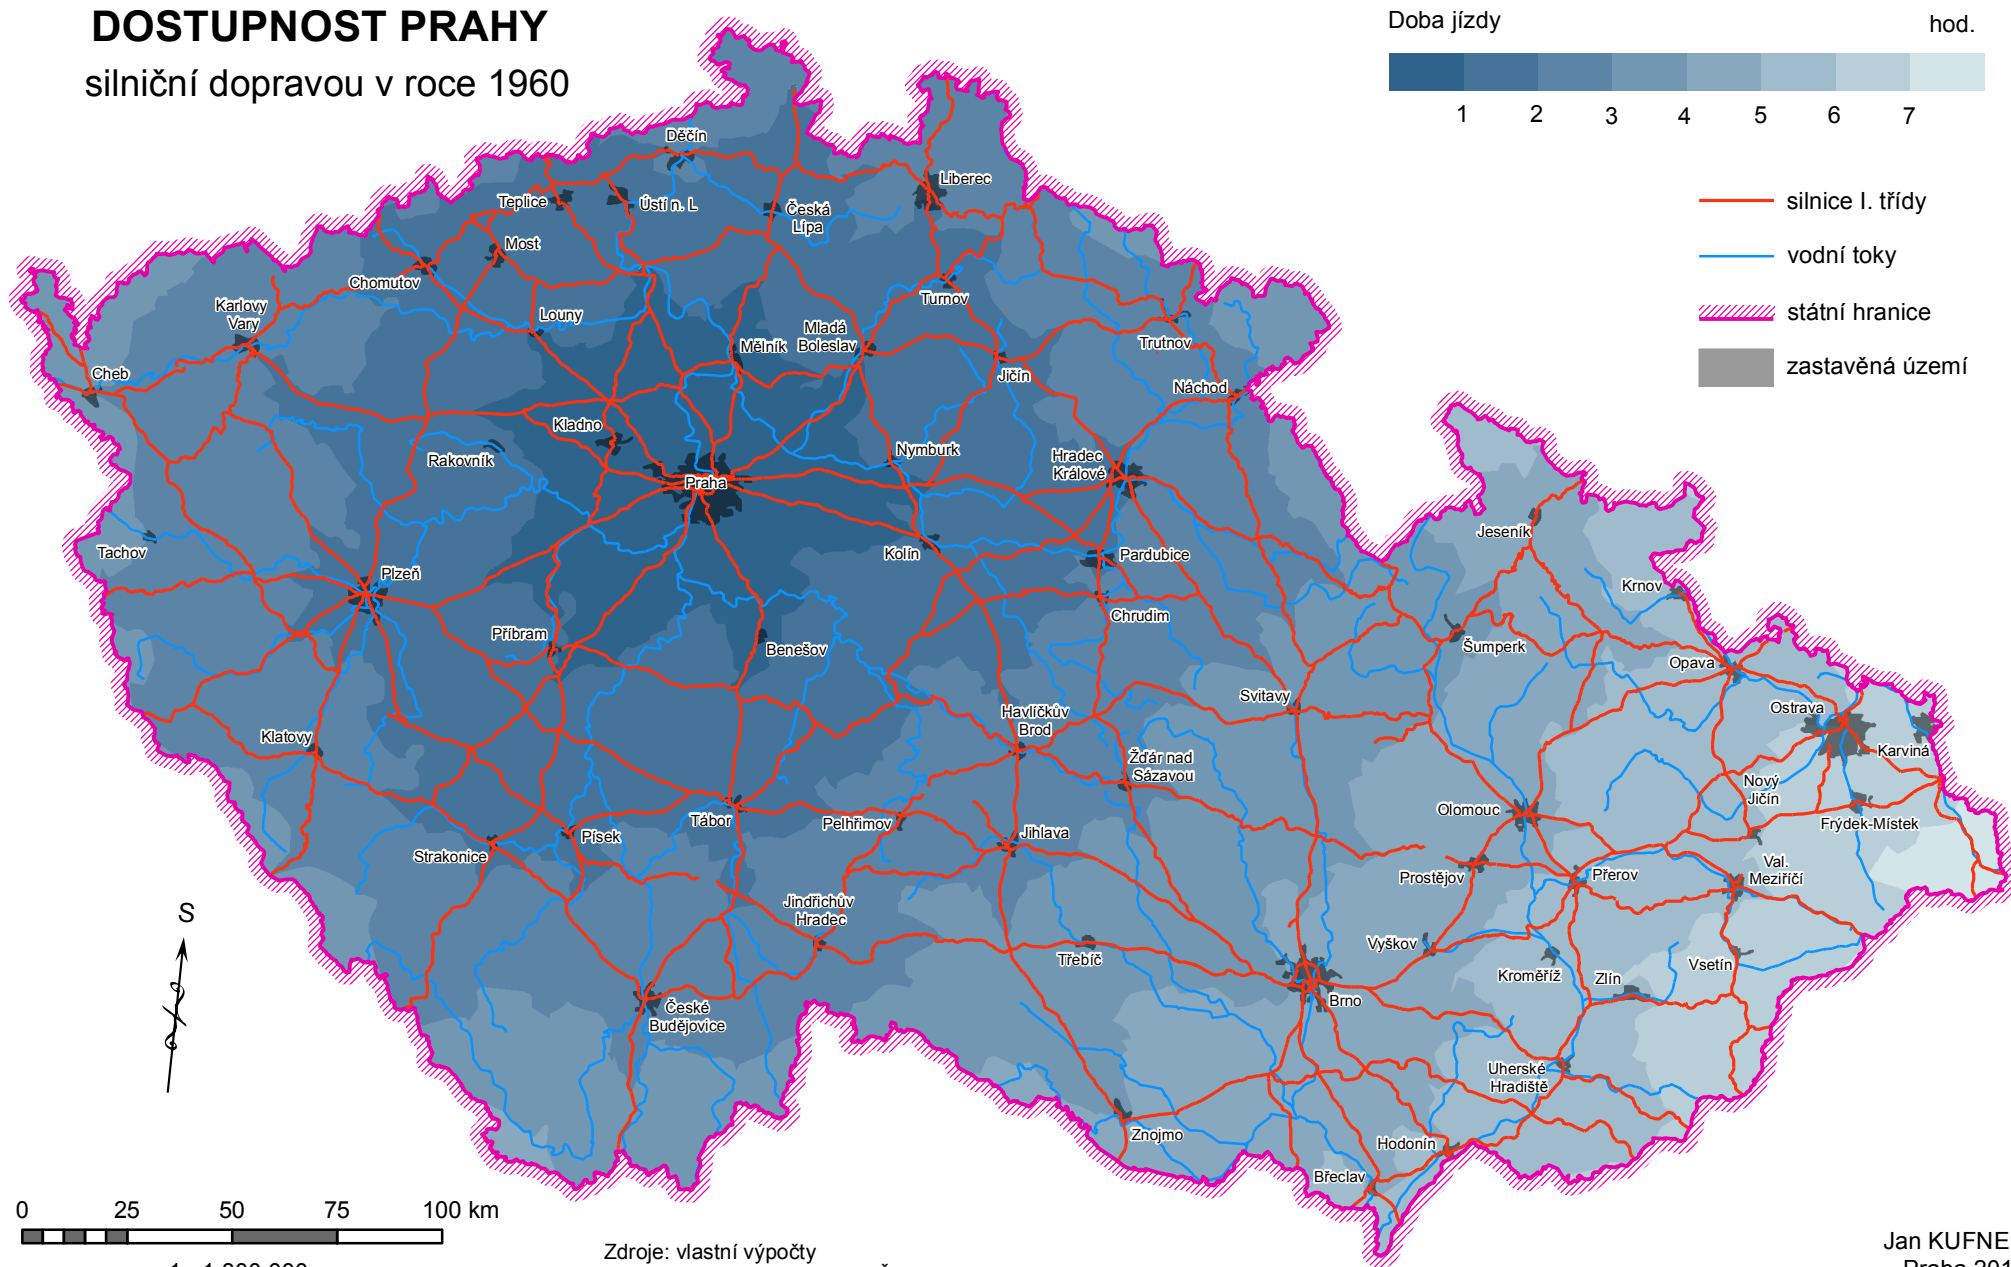 DOSTUPNOST PRAHY
silniční dopravou v roce 1960
Doba jízdy
hod.
1 2 3 4 5 6 7
silnice I. třídy
vodní toky
státní hranice
zastavěná území
Děčín
Liberec
Teplice
Ústí n. L
Česká
Lípa
Most
Chomutov
Karlovy
Vary
Louny
Turnov
Mladá
Boleslav
Mělník
Trutnov
Jičín
Cheb
Náchod
Kladno
Rakovník
Nymburk
Hradec
Králové
Praha
Jeseník
Tachov
Kolín
Pardubice
Plzeň
Krnov
Chrudim
Příbram
Benešov
Šumperk
Opava
Svitavy
Havlíčkův
Brod
Ostrava
Klatovy
Karviná
Žďár nad
Sázavou
Nový
Jičín
Olomouc
Tábor
Pelhřimov
Frýdek-Místek
Písek
Jihlava
Strakonice
Val.
Meziříčí
Prostějov
Přerov
Jindřichův
Hradec
S
Vyškov
Třebíč
Kroměříž
Zlín
Vsetín
Brno
České
Budějovice
Uherské
Hradiště
Znojmo
Hodonín
Břeclav
0 25 50 75 100 km
Zdroje: vlastní výpočty
Jan KUFNE